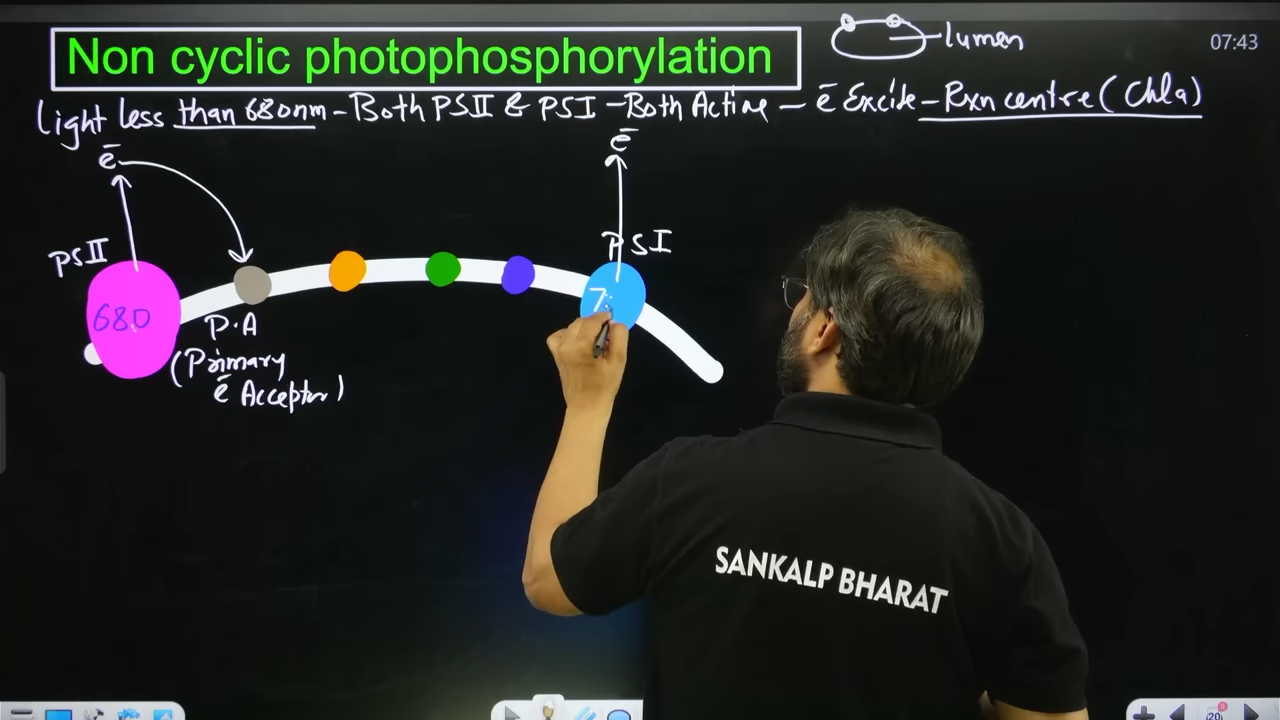 Non cyclic photophosphorylation
lumen
07:43
Light less than 680nm - Both PSII & PSI - Both Active - ē Excite - Rxn centre (Chla)
ē
ē
PSII
PSI
680
7
P.A
(Primary
ē Acceptor)
SANKALP BHARAT